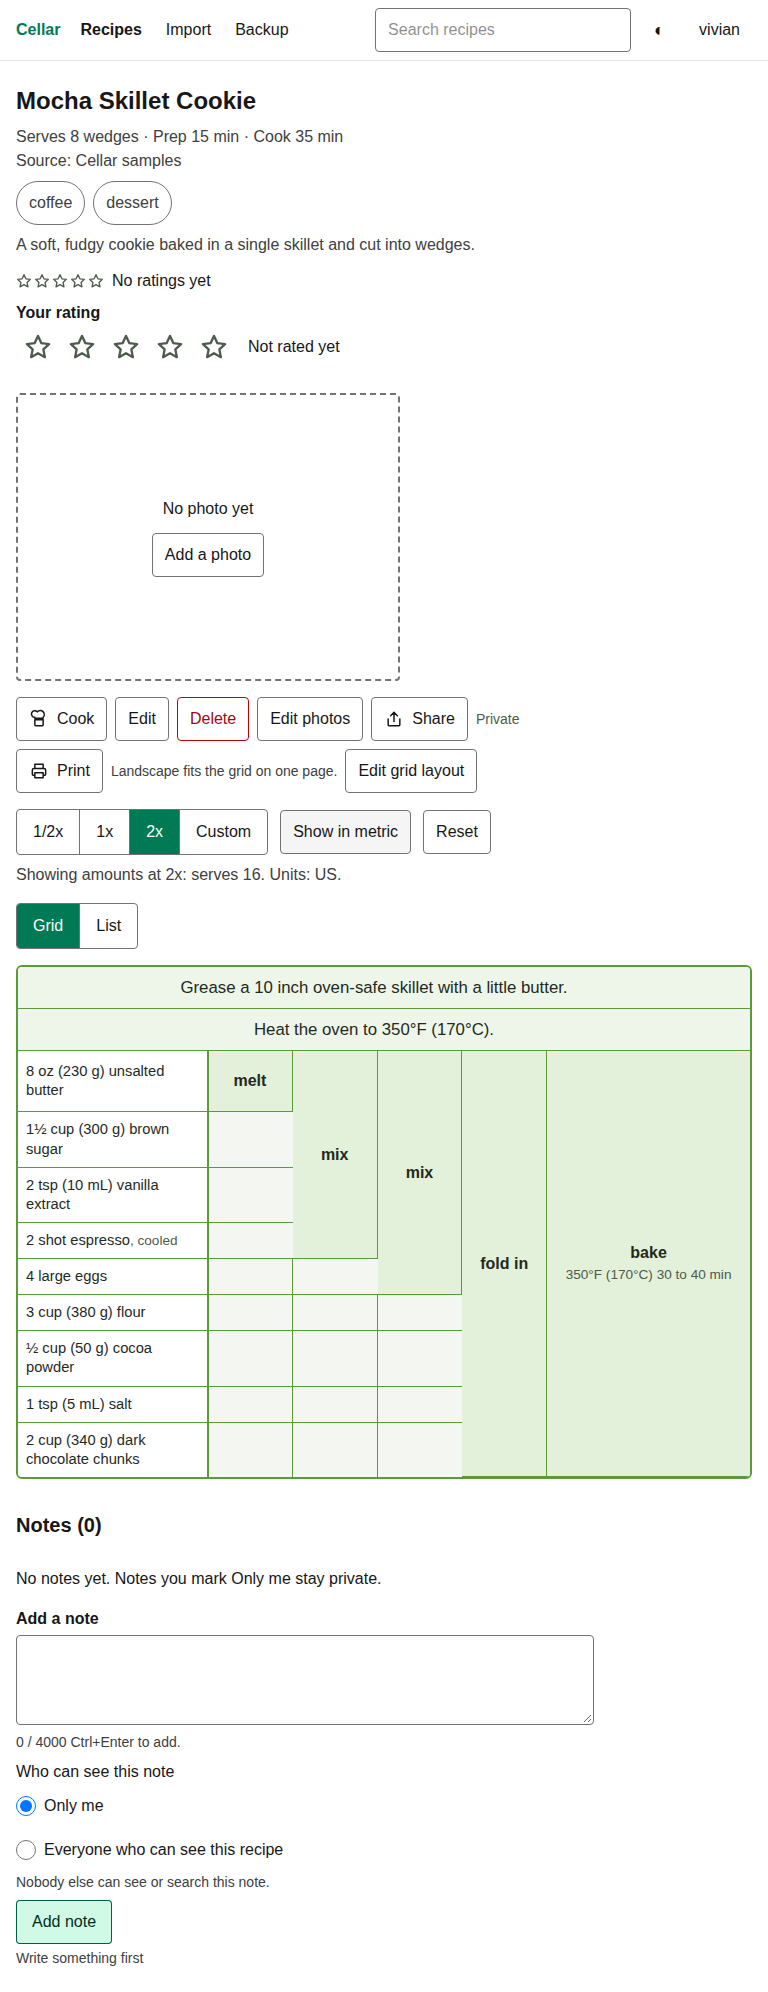 Cellar Recipes Import Backup Search recipes vivian
Mocha Skillet Cookie
Serves 8 wedges · Prep 15 min · Cook 35 min
Source: Cellar samples
coffee dessert
A soft, fudgy cookie baked in a single skillet and cut into wedges.
No ratings yet
Your rating
Not rated yet
No photo yet
Add a photo
Cook Edit Delete Edit photos Share Private
Print Landscape fits the grid on one page. Edit grid layout
1/2x 1x 2x Custom Show in metric Reset
Showing amounts at 2x: serves 16. Units: US.
Grid List
Grease a 10 inch oven-safe skillet with a little butter.
Heat the oven to 350°F (170°C).
8 oz (230 g) unsalted
butter
melt
1½ cup (300 g) brown
sugar
mix
mix
2 tsp (10 mL) vanilla
extract
2 shot espresso, cooled
fold in
bake
350°F (170°C) 30 to 40 min
4 large eggs
3 cup (380 g) flour
½ cup (50 g) cocoa
powder
1 tsp (5 mL) salt
2 cup (340 g) dark
chocolate chunks
Notes (0)
No notes yet. Notes you mark Only me stay private.
Add a note
0 / 4000 Ctrl+Enter to add.
Who can see this note
Only me
Everyone who can see this recipe
Nobody else can see or search this note.
Add note
Write something first